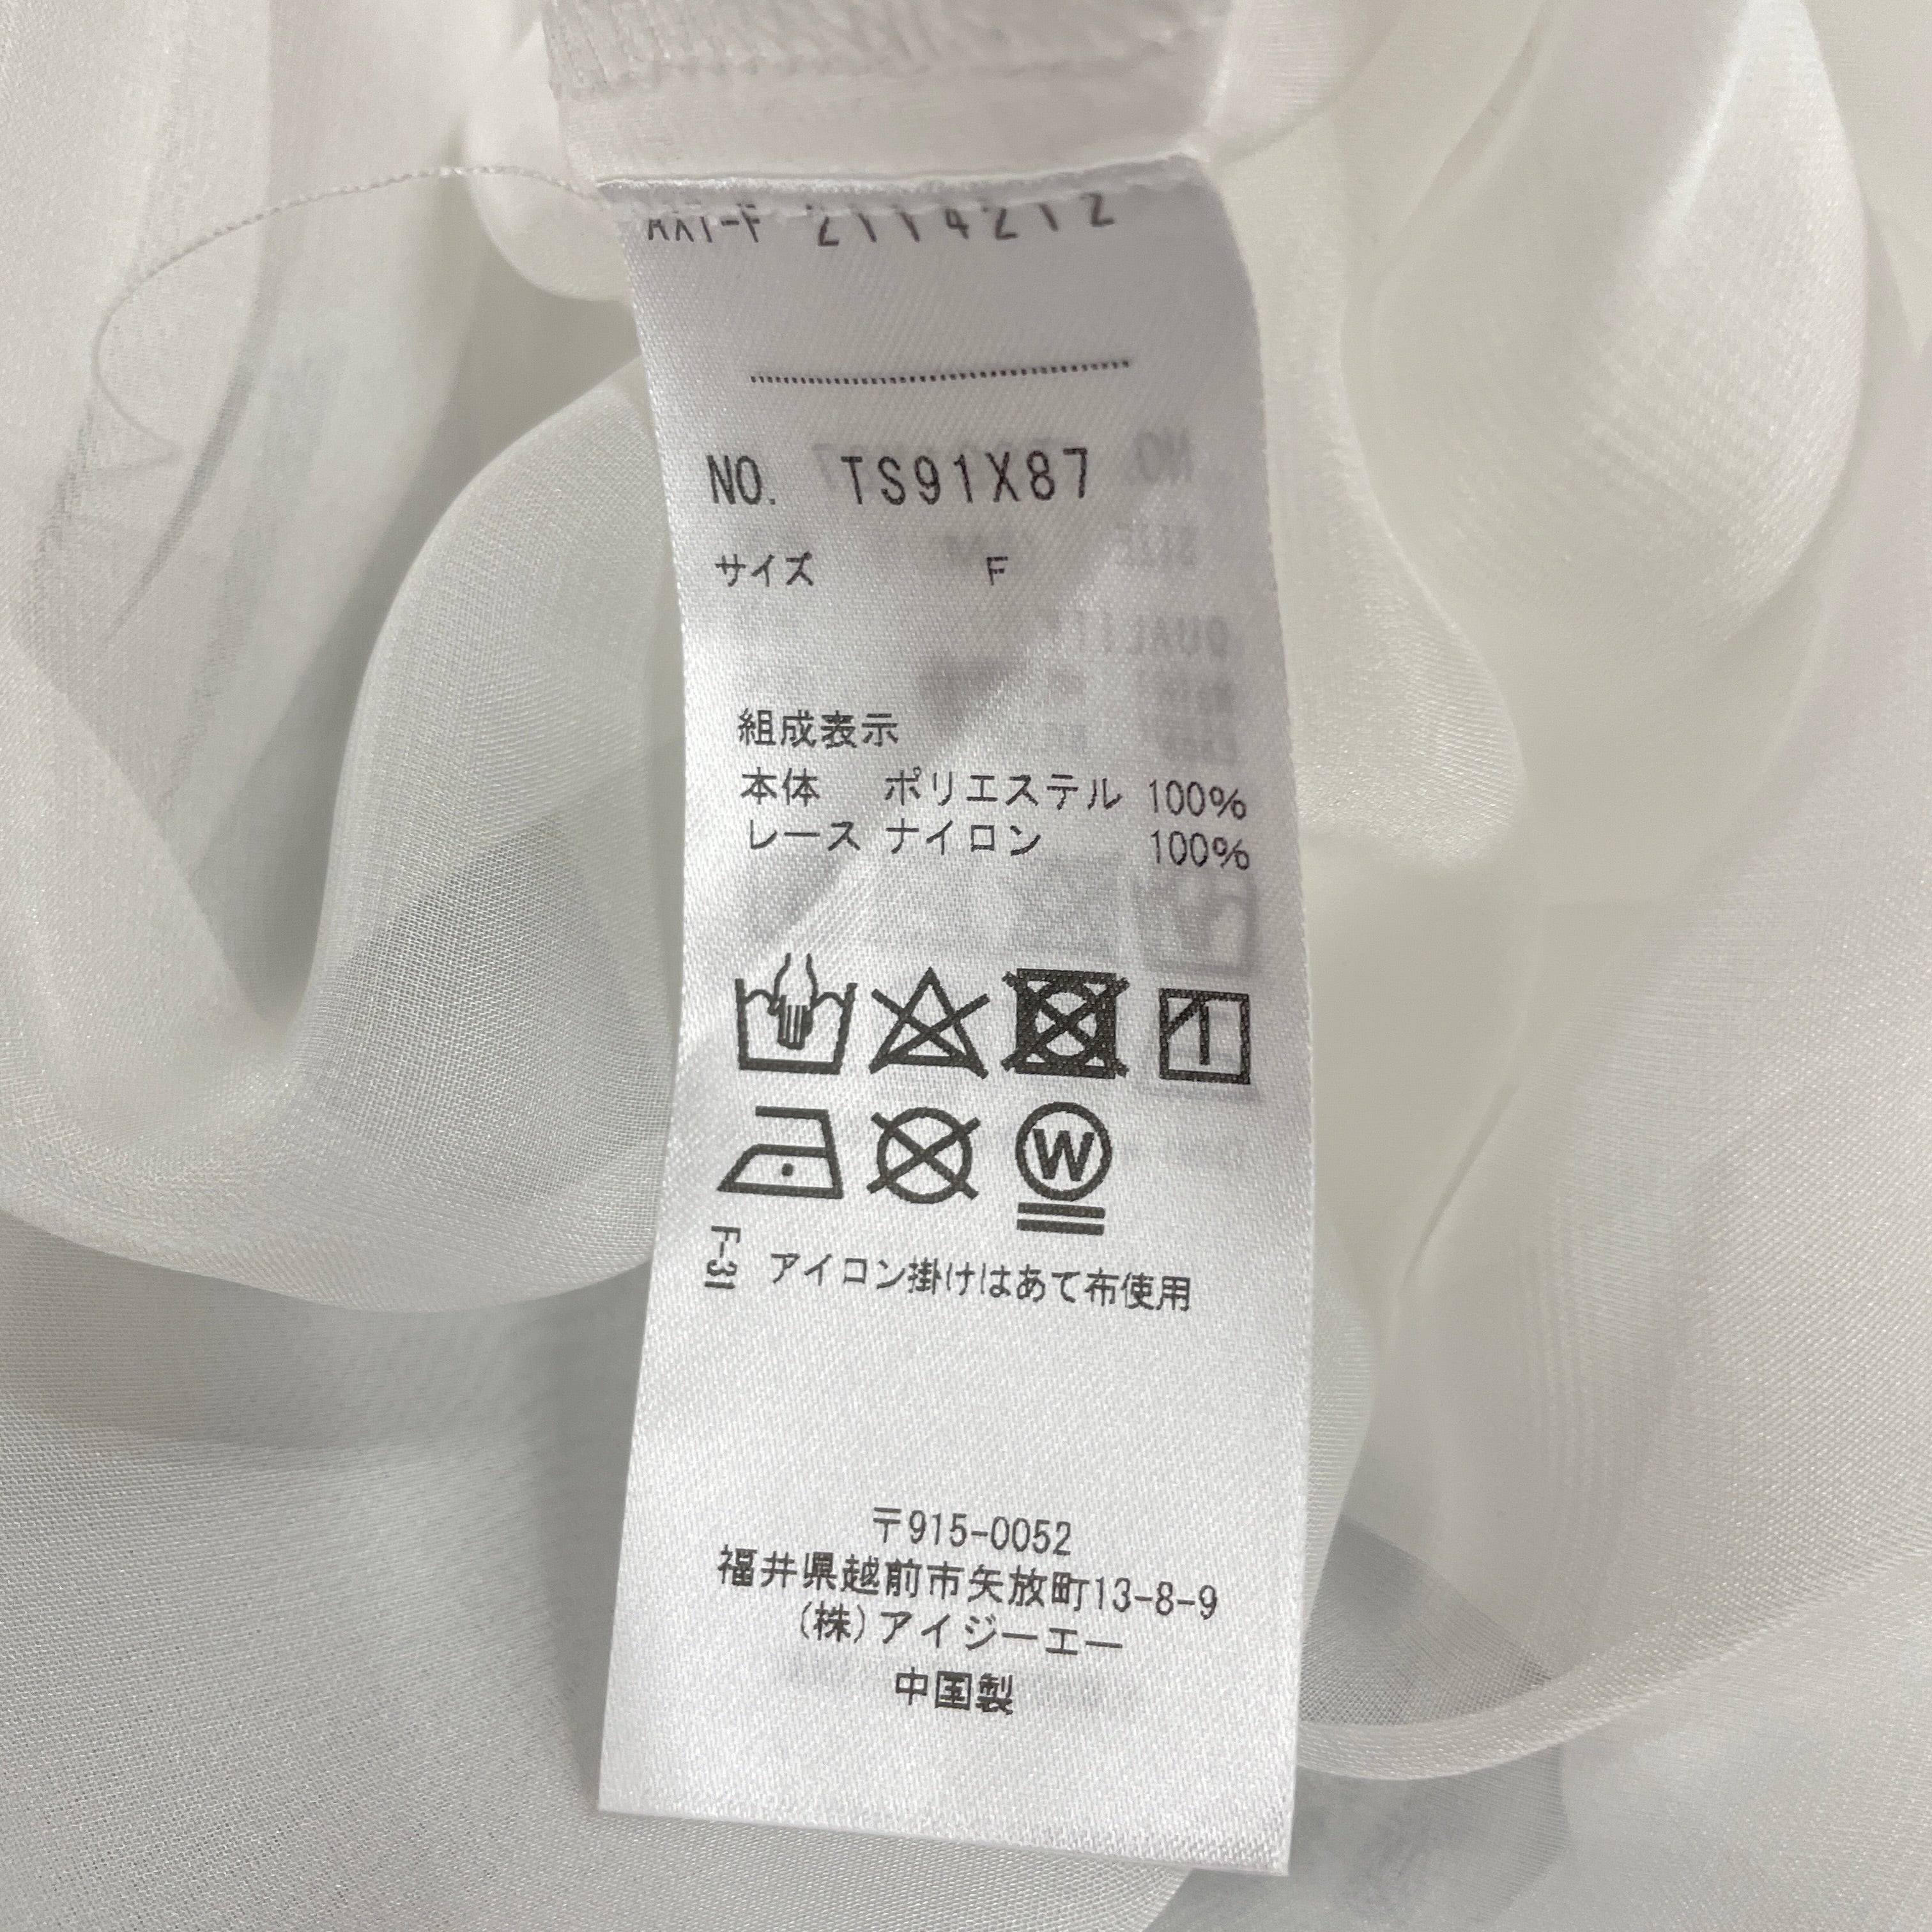 NO. TS91X87
サイズ F
組成表示
本体 ポリエステル 100%
レース ナイロン 100%
W
F-31 アイロン掛けはあて布使用
〒915-0052
福井県越前市矢放町13-8-9
(株)アイジーエー
中国製